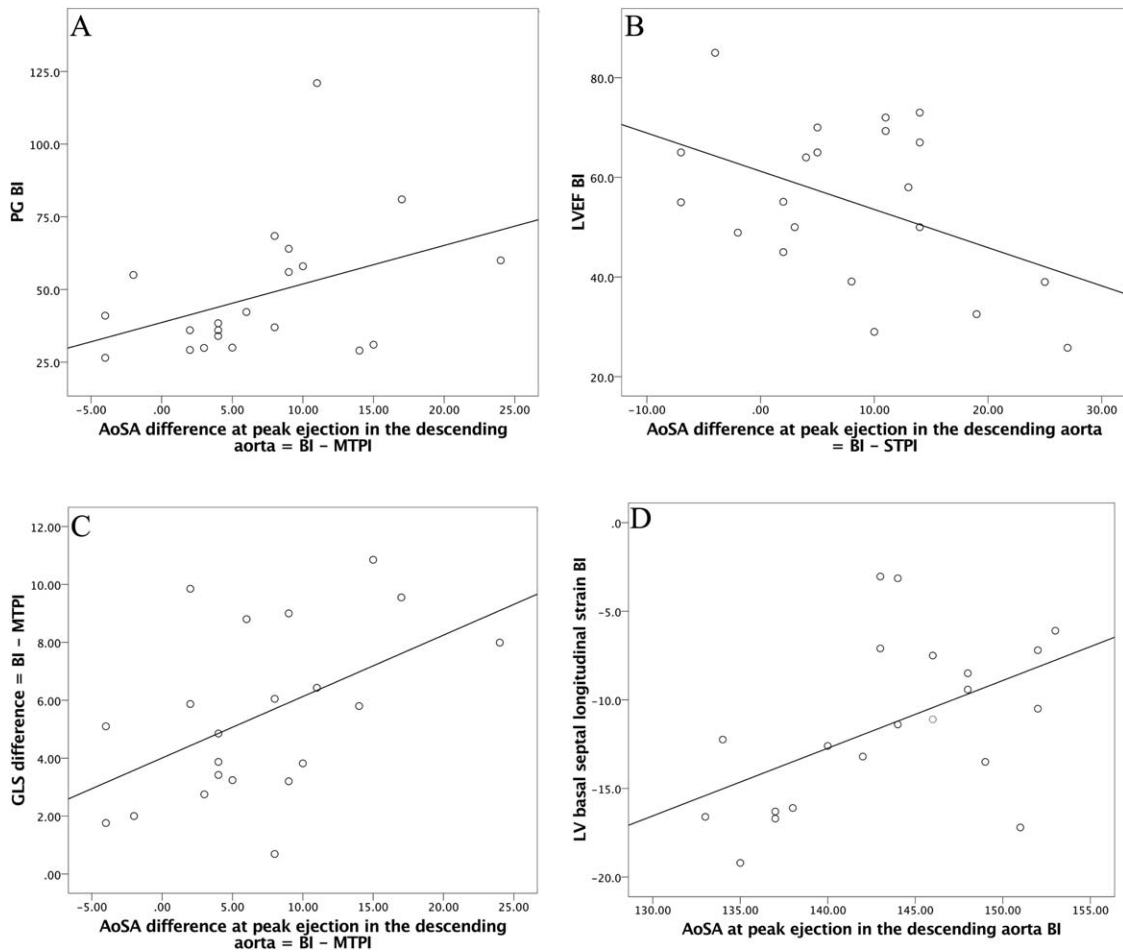 A
125.0
100.0
75.0
50.0
25.0
PG BI
-5.00 .00 5.00 10.00 15.00 20.00 25.00
AoSA difference at peak ejection in the descending
aorta = BI – MTPI
B
80.0
60.0
40.0
20.0
LVEF BI
-10.00 .00 10.00 20.00 30.00
AoSA difference at peak ejection in the descending aorta
= BI – STPI
C
12.00
10.00
8.00
6.00
4.00
2.00
.00
GLS difference = BI – MTPI
-5.00 .00 5.00 10.00 15.00 20.00 25.00
AoSA difference at peak ejection in the descending
aorta = BI – MTPI
D
.0
-5.0
-10.0
-15.0
-20.0
LV basal septal longitudinal strain BI
130.00 135.00 140.00 145.00 150.00 155.00
AoSA at peak ejection in the descending aorta BI